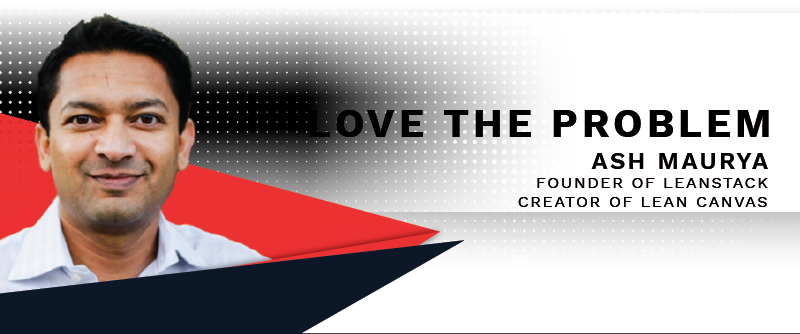 LOVE THE PROBLEM
ASH MAURYA
FOUNDER OF LEANSTACK
CREATOR OF LEAN CANVAS